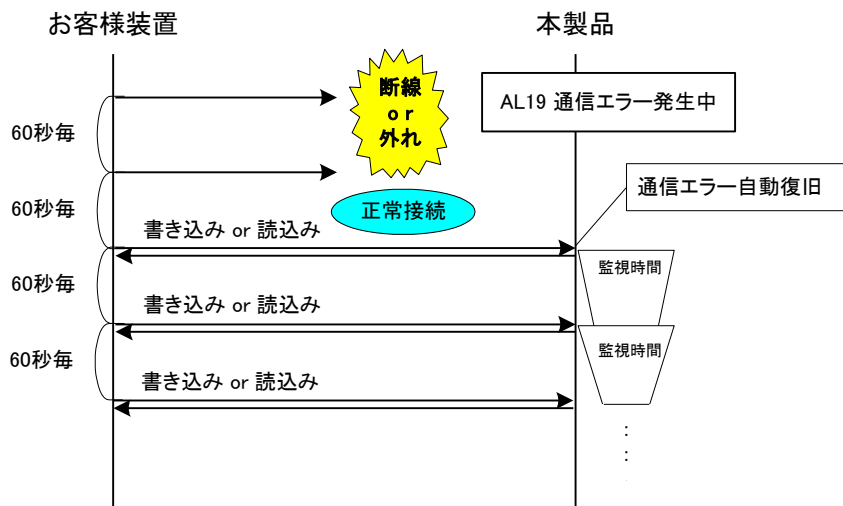 お客様装置
本製品
断線
or
外れ
AL19 通信エラー発生中
60秒毎
60秒毎
正常接続
通信エラー自動復旧
書き込み or 読込み
監視時間
60秒毎
書き込み or 読込み
監視時間
60秒毎
書き込み or 読込み